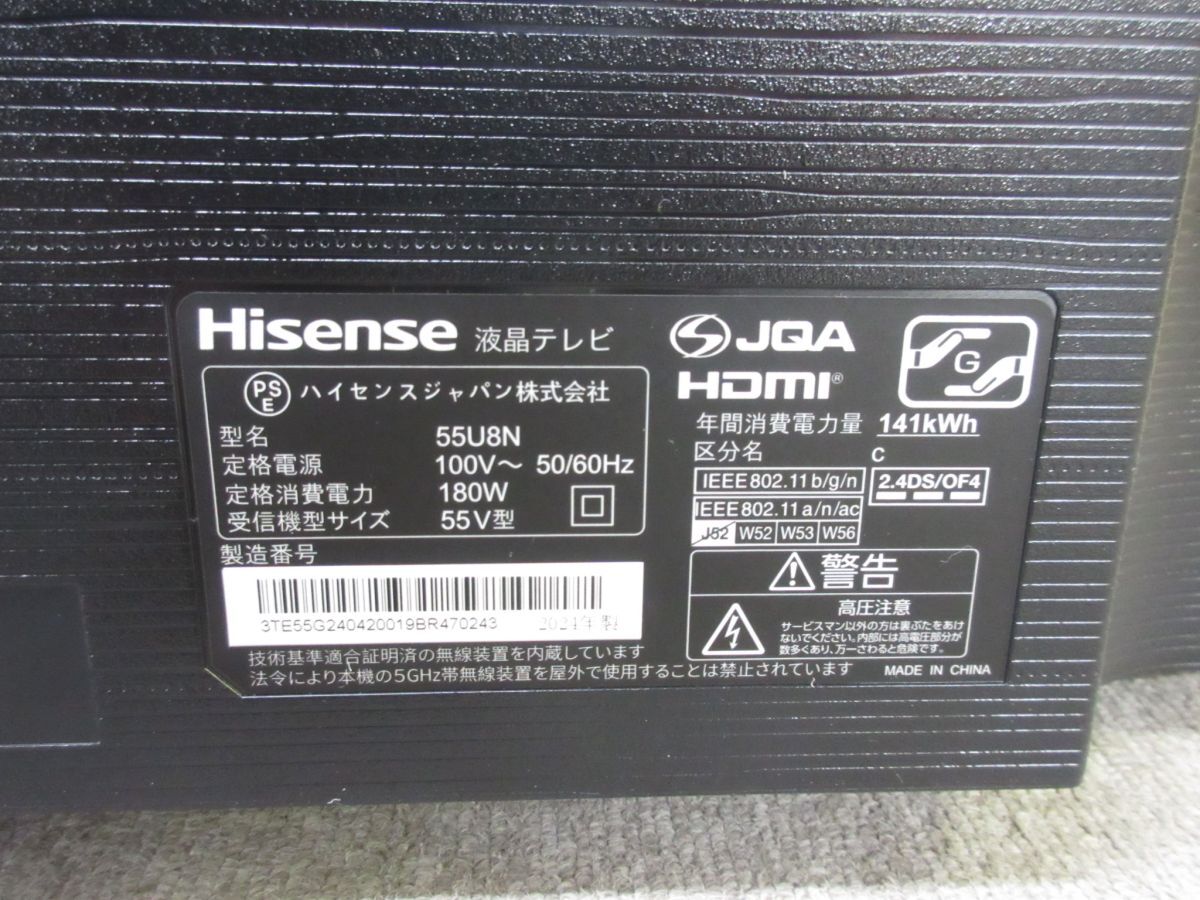 Hisense 液晶テレビ
PSE ハイセンスジャパン株式会社
型名 55U8N
定格電源 100V～ 50/60Hz
定格消費電力 180W
受信機型サイズ 55V型
製造番号
3TE55G240420019BR470243 2024年製
技術基準適合証明済の無線装置を内蔵しています
法令により本機の5GHz帯無線装置を屋外で使用することは禁止されています
JQA
HDMI®
G
年間消費電力量 141kWh
区分名 C
IEEE802.11b/g/n 2.4DS/OF4
IEEE802.11a/n/ac
J52 W52 W53 W56
警告
高圧注意
サービスマン以外の方は裏ぶたをあけ
ないでください。内部には高電圧部分が
数多くあり、万一さわると危険です。
MADE IN CHINA